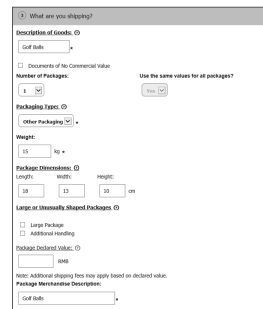 3 What are you shipping?
Description of Goods:
Golf Balls *
Documents of No Commercial Value
Number of Packages: Use the same values for all packages?
1 Yes
Packaging Type:
Other Packaging *
Weight:
15 kg *
Package Dimensions:
Length: Width: Height:
18 13 10 cm
Large or Unusually Shaped Packages
Large Package
Additional Handling
Package Declared Value:
RMB
Note: Additional shipping fees may apply based on declared value.
Package Merchandise Description:
Golf Balls *